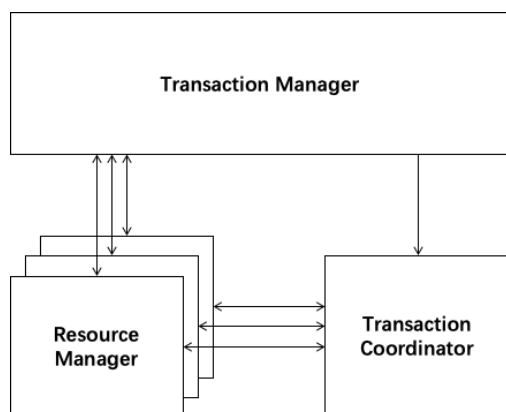 Transaction Manager
Resource
Manager
Transaction
Coordinator